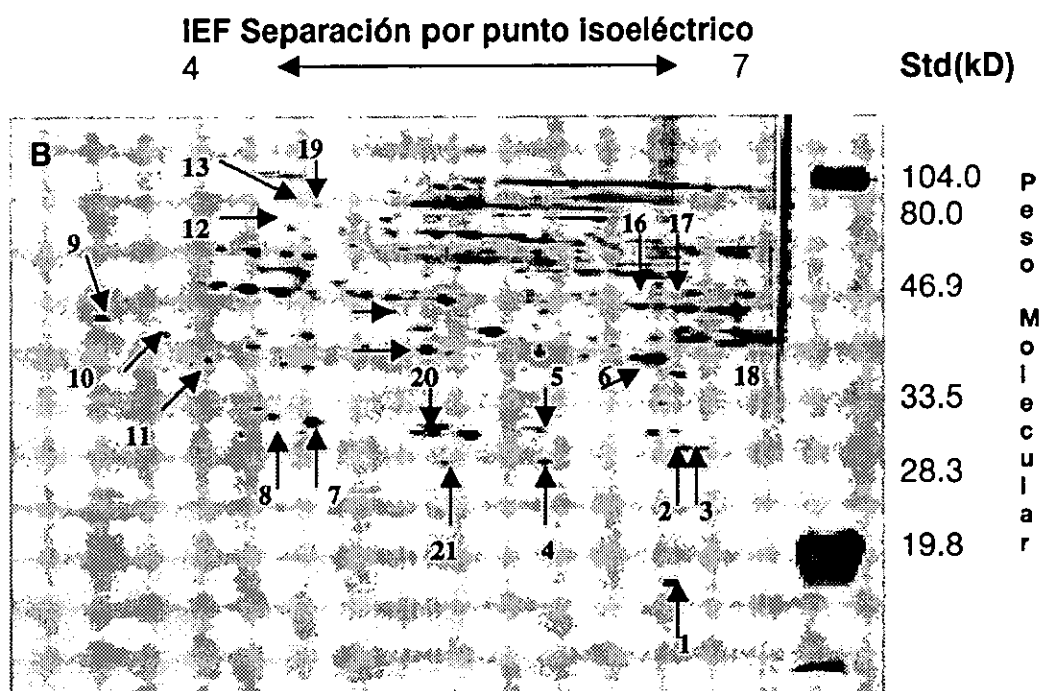 IEF Separación por punto isoeléctrico
4 7 Std(kD)
B
13 19
104.0
80.0
12 16 17
9
46.9
10 20 5 6 18
33.5
11
28.3
8 7 2 3
21 4
19.8
1
Peso Molecular